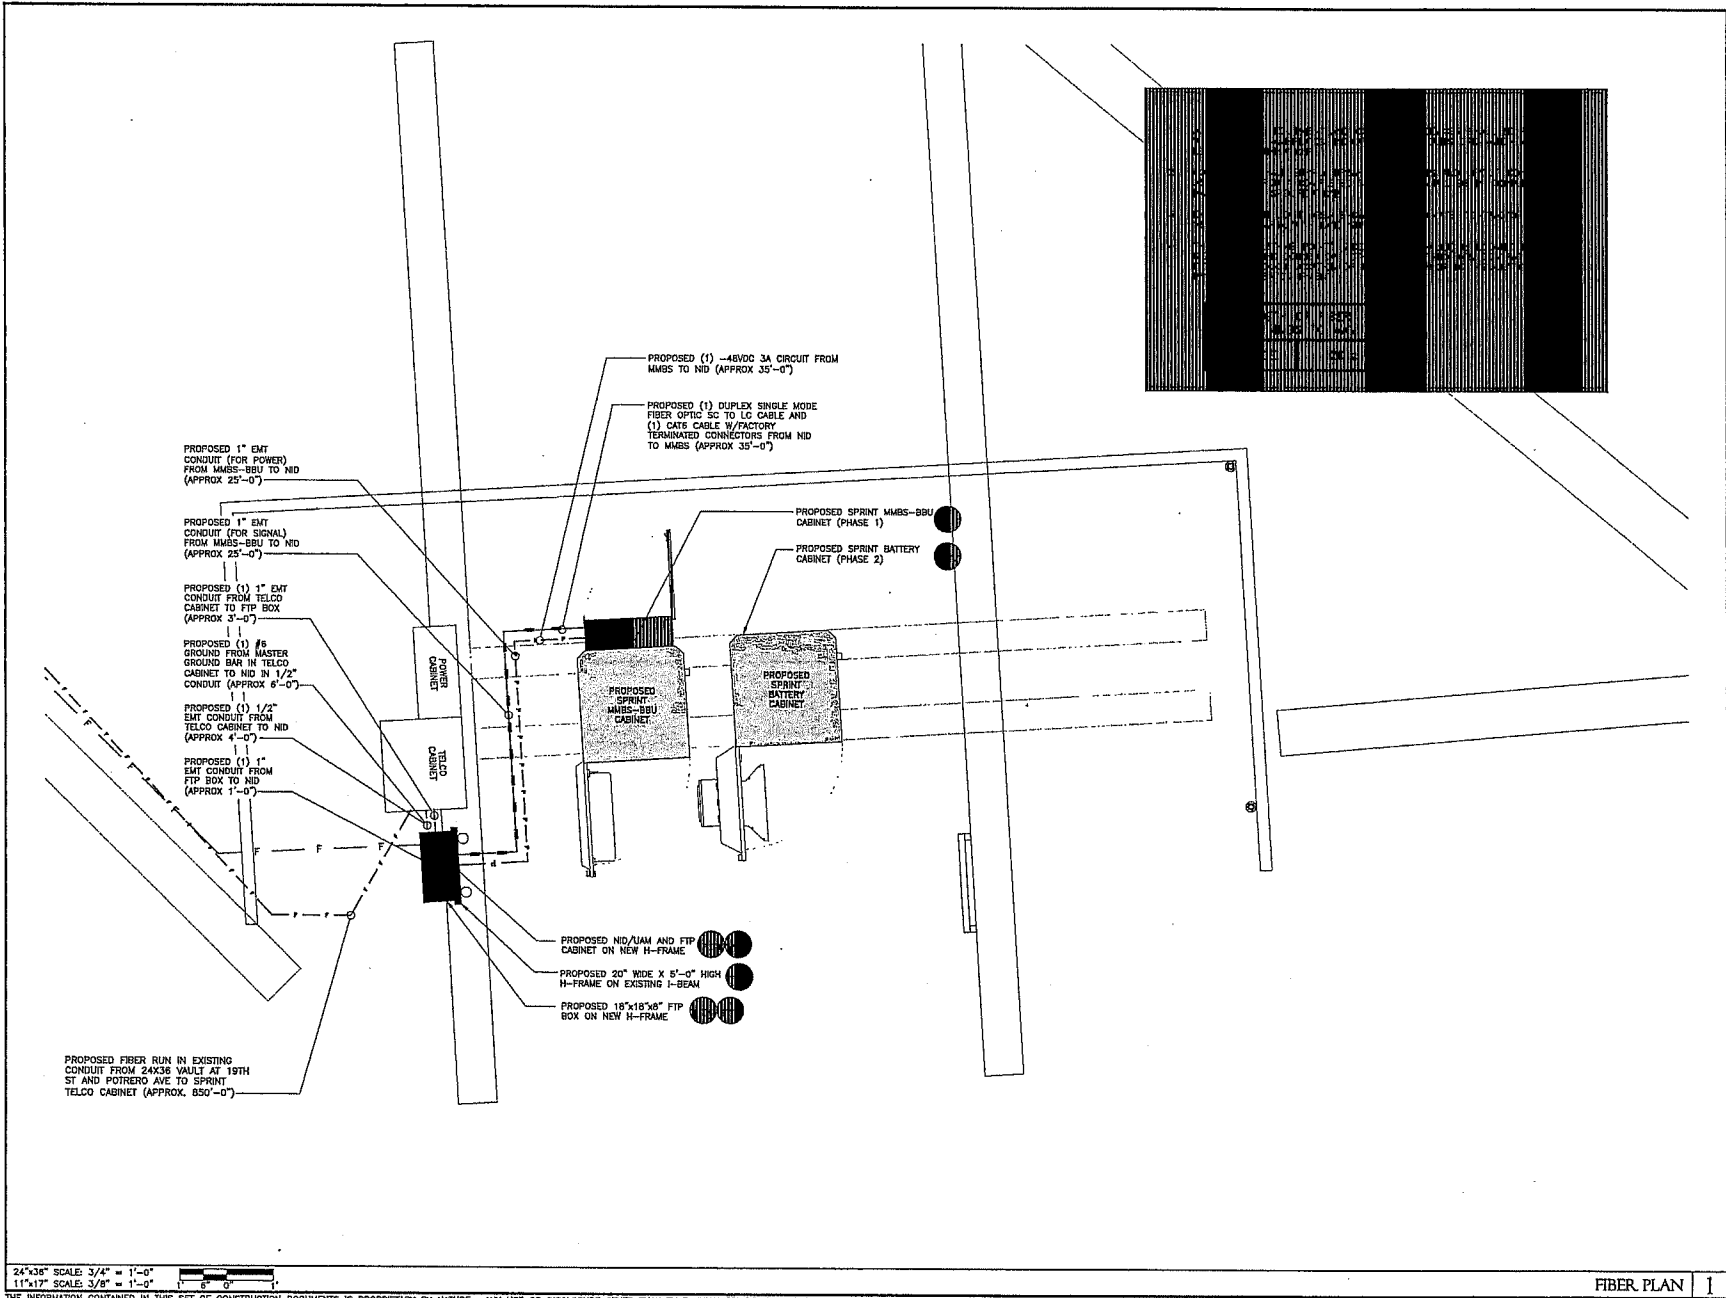 PROPOSED (1) -48VDC 3A CIRCUIT FROM
MMBS TO NID (APPROX 35'-0")
PROPOSED (1) DUPLEX SINGLE MODE
FIBER OPTIC SC TO LC CABLE AND
(1) CAT6 CABLE W/FACTORY
TERMINATED CONNECTORS FROM NID
TO MMBS (APPROX 35'-0")
PROPOSED 1" EMT
CONDUIT (FOR POWER)
FROM MMBS-BBU TO NID
(APPROX 25'-0")
PROPOSED 1" EMT
CONDUIT (FOR SIGNAL)
FROM MMBS-BBU TO NID
(APPROX 25'-0")
PROPOSED (1) 1" EMT
CONDUIT FROM TELCO
CABINET TO FTP BOX
(APPROX 3'-0")
PROPOSED (1) #6
GROUND FROM MASTER
GROUND BAR IN TELCO
CABINET TO NID IN 1/2"
CONDUIT (APPROX 6'-0")
PROPOSED (1) 1/2"
EMT CONDUIT FROM
TELCO CABINET TO NID
(APPROX 4'-0")
PROPOSED (1) 1"
EMT CONDUIT FROM
FTP BOX TO NID
(APPROX 1'-0")
PROPOSED SPRINT MMBS-BBU
CABINET (PHASE 1)
PROPOSED SPRINT BATTERY
CABINET (PHASE 2)
POWER
CABINET
TELCO
CABINET
PROPOSED
SPRINT
MMBS-BBU
CABINET
PROPOSED
SPRINT
BATTERY
CABINET
F F F
PROPOSED NID/UAM AND FTP
CABINET ON NEW H-FRAME
PROPOSED 20" WIDE X 5'-0" HIGH
H-FRAME ON EXISTING I-BEAM
PROPOSED 18"x18"x8" FTP
BOX ON NEW H-FRAME
PROPOSED FIBER RUN IN EXISTING
CONDUIT FROM 24X36 VAULT AT 19TH
ST AND POTRERO AVE TO SPRINT
TELCO CABINET (APPROX. 850'-0")
24"x36" SCALE: 3/4" = 1'-0"
11"x17" SCALE: 3/8" = 1'-0"
1' 6" 0" 1'
FIBER PLAN 1